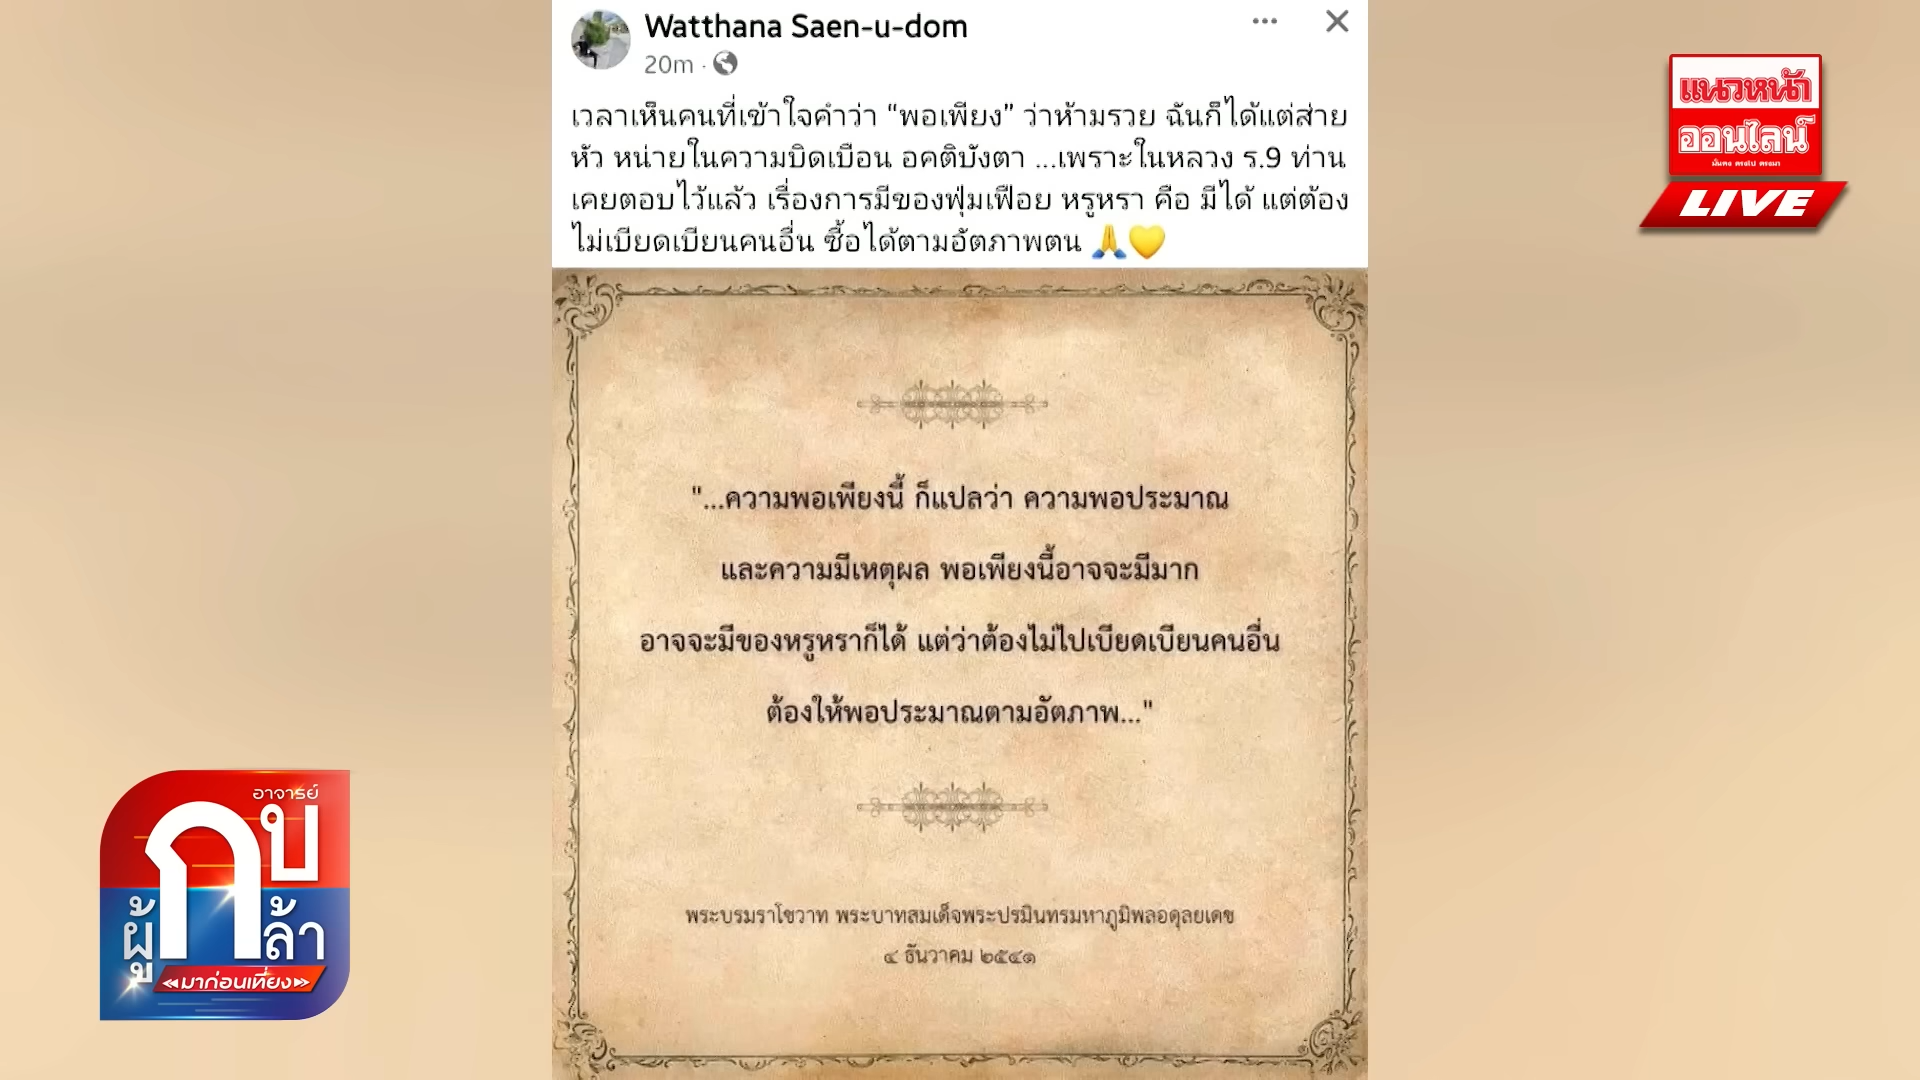 Watthana Saen-u-dom
20m
เวลาเห็นคนที่เข้าใจคำว่า “พอเพียง” ว่าห้ามรวย ฉันก็ได้แต่ส่าย
หัว หน่ายในความบิดเบือน อคติบังตา ...เพราะในหลวง ร.9 ท่าน
เคยตอบไว้แล้ว เรื่องการมีของฟุ่มเฟือย หรูหรา คือ มีได้ แต่ต้อง
ไม่เบียดเบียนคนอื่น ซื้อได้ตามอัตภาพตน 🙏💛
"...ความพอเพียงนี้ ก็แปลว่า ความพอประมาณ
และความมีเหตุผล พอเพียงนี้อาจจะมีมาก
อาจจะมีของหรูหราก็ได้ แต่ว่าต้องไม่ไปเบียดเบียนคนอื่น
ต้องให้พอประมาณตามอัตภาพ..."
พระบรมราโชวาท พระบาทสมเด็จพระปรมินทรมหาภูมิพลอดุลยเดช
๔ ธันวาคม ๒๕๔๑
แนวหน้า
ออนไลน์
มั่นคง ตรงไป ตรงมา
LIVE
อาจารย์
กบ
ผู้กล้า
มาก่อนเที่ยง